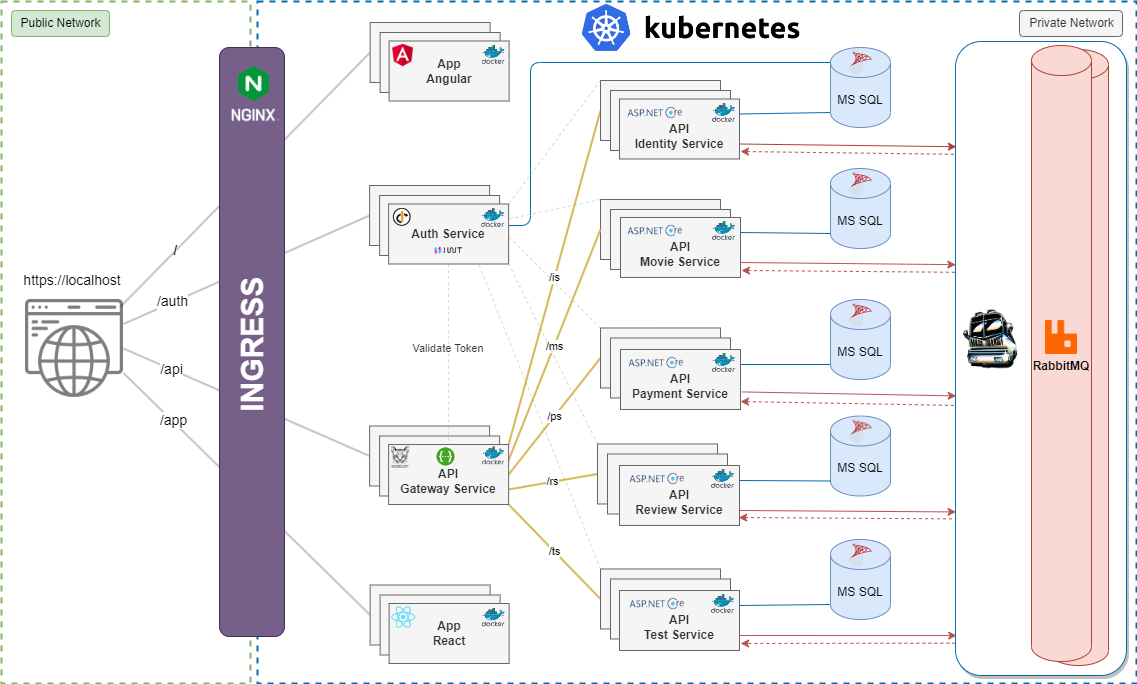 Public Network
kubernetes
Private Network
NGINX
INGRESS
https://localhost
/
/auth
/api
/app
docker
App
Angular
docker
Auth Service
JWT
Validate Token
docker
API
Gateway Service
docker
App
React
/is
/ms
/ps
/rs
/ts
ASP.NET Core
docker
API
Identity Service
MS SQL
ASP.NET Core
docker
API
Movie Service
MS SQL
ASP.NET Core
docker
API
Payment Service
MS SQL
ASP.NET Core
docker
API
Review Service
MS SQL
ASP.NET Core
docker
API
Test Service
MS SQL
RabbitMQ